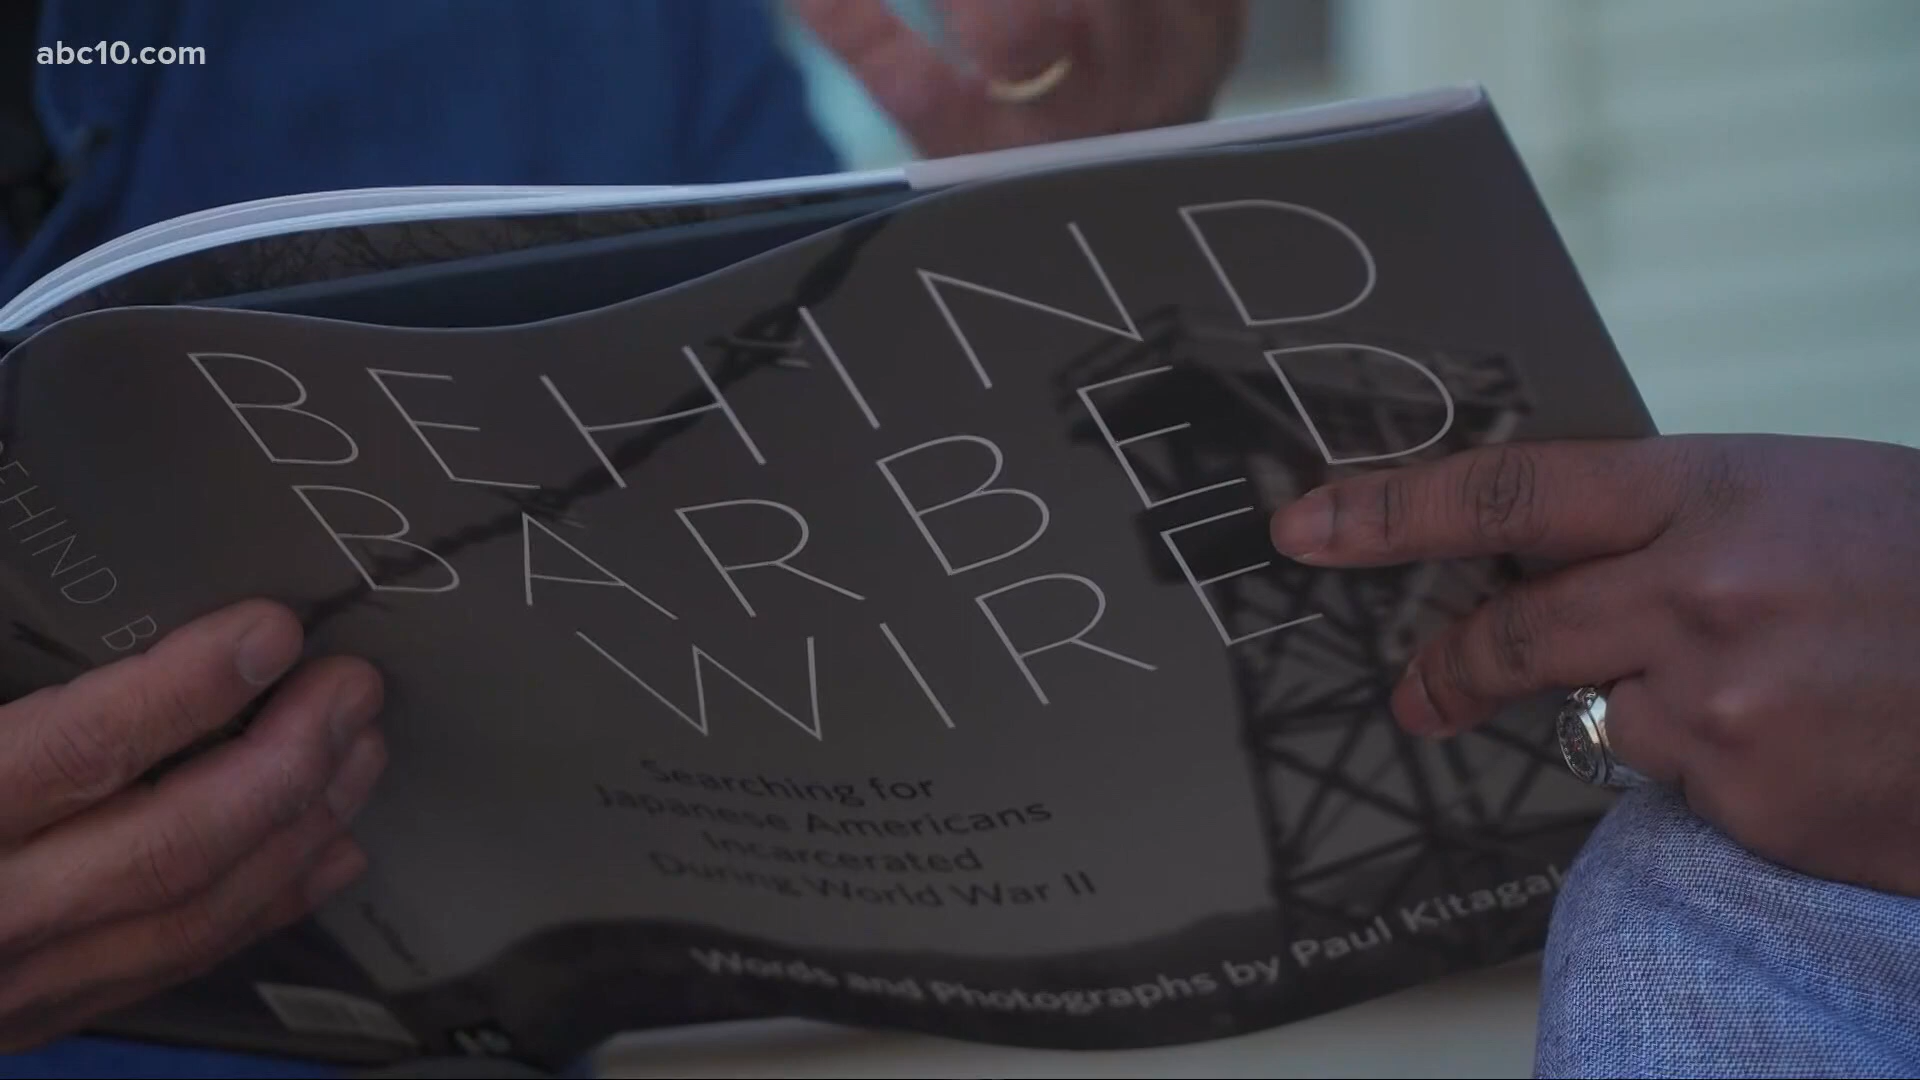 abc10.com
BEHIND
BARBED
WIRE
Searching for
Japanese Americans
Incarcerated
During World War II
Words and Photographs by Paul Kitagak
BEHIND B